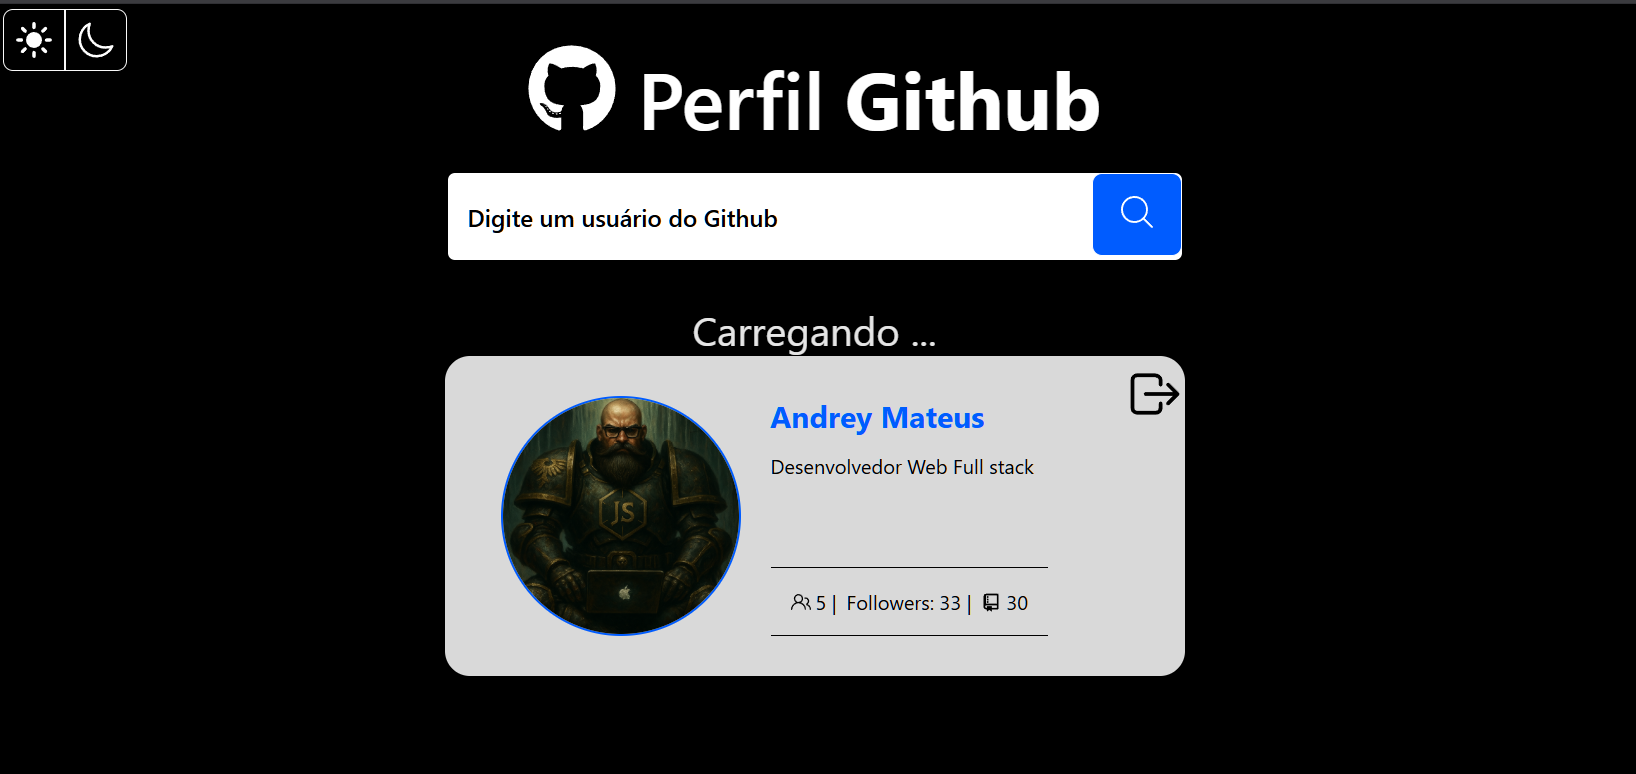 Perfil Github
Digite um usuário do Github
Carregando ...
Andrey Mateus
Desenvolvedor Web Full stack
JS
5 | Followers: 33 | 30